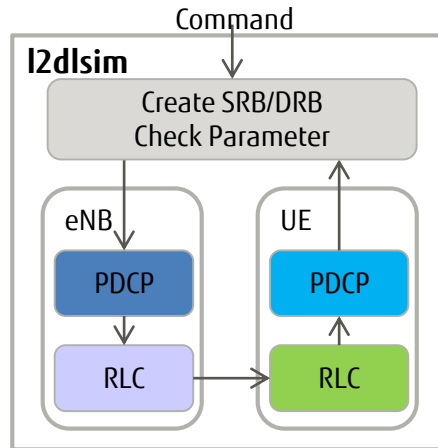 Command
l2dlsim
Create SRB/DRB
Check Parameter
eNB
UE
PDCP
PDCP
RLC
RLC